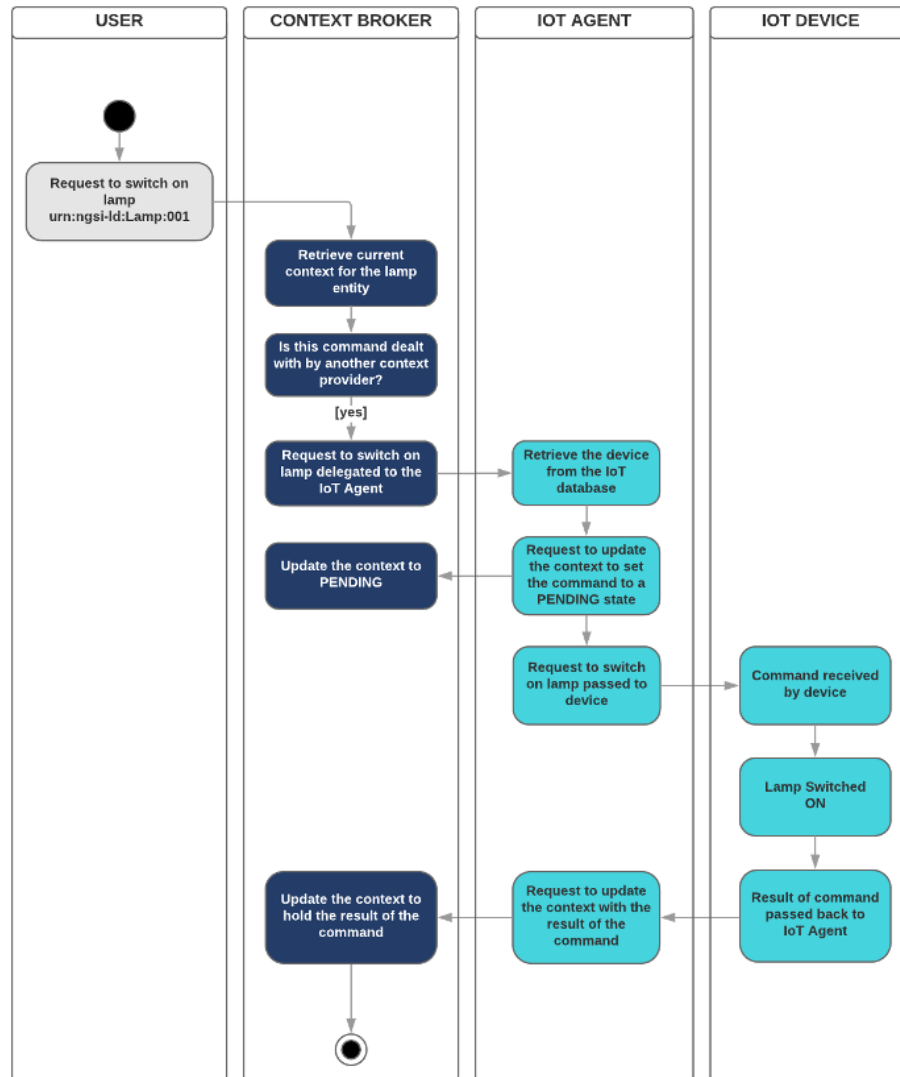 USER
CONTEXT BROKER
IOT AGENT
IOT DEVICE
Request to switch on
lamp
urn:ngsi-ld:Lamp:001
Retrieve current
context for the lamp
entity
Is this command dealt
with by another context
provider?
[yes]
Request to switch on
lamp delegated to the
IoT Agent
Retrieve the device
from the IoT
database
Update the context to
PENDING
Request to update
the context to set
the command to a
PENDING state
Request to switch
on lamp passed to
device
Command received
by device
Lamp Switched
ON
Update the context to
hold the result of the
command
Request to update
the context with the
result of the
command
Result of command
passed back to
IoT Agent